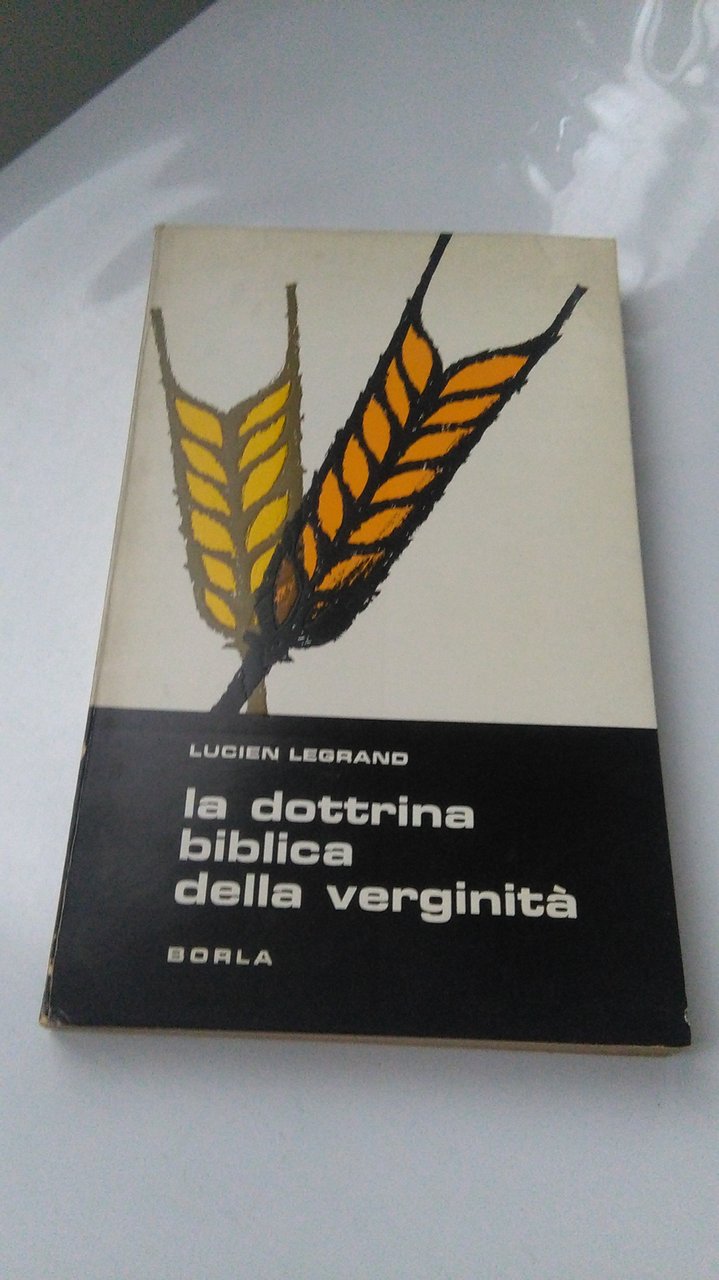 LUCIEN LEGRAND
la dottrina
biblica
della verginità
BORLA